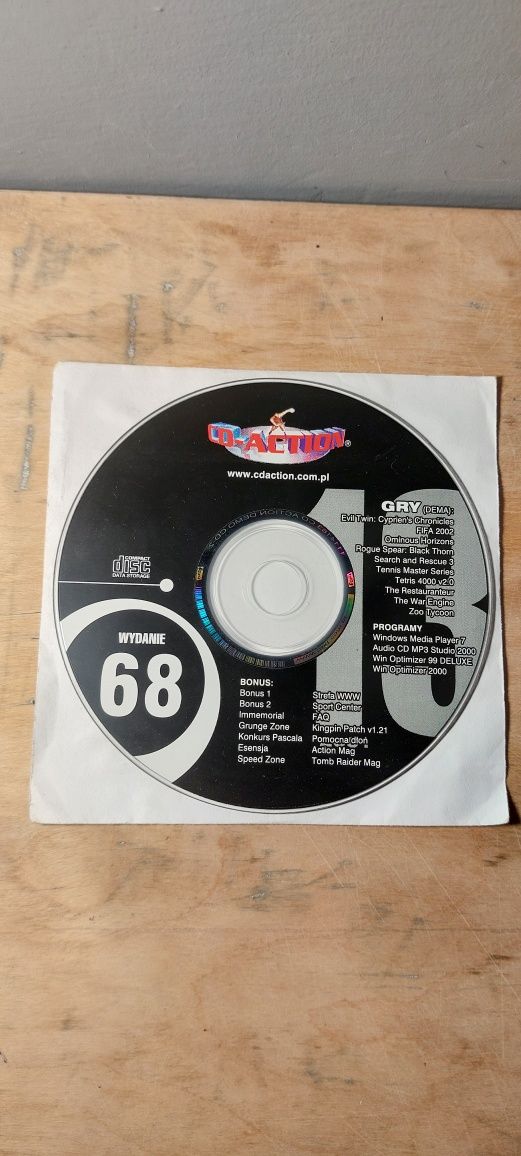 CD-ACTION®
www.cdaction.com.pl
13
GRY (DEMA):
Evil Twin: Cyprien's Chronicles
FIFA 2002
Ominous Horizons
Rogue Spear: Black Thorn
Search and Rescue 3
Tennis Master Series
Tetris 4000 v2.0
The Restauranteur
The War Engine
Zoo Tycoon
PROGRAMY
Windows Media Player 7
Audio CD MP3 Studio 2000
Win Optimizer 99 DELUXE
Win Optimizer 2000
COMPACT
disc
DATA STORAGE
WYDANIE
68
BONUS:
Bonus 1 Strefa WWW
Bonus 2 Sport Center
Immemorial FAQ
Grunge Zone Kingpin Patch v1.21
Konkurs Pascala Pomocna dłoń
Esensja Action Mag
Speed Zone Tomb Raider Mag